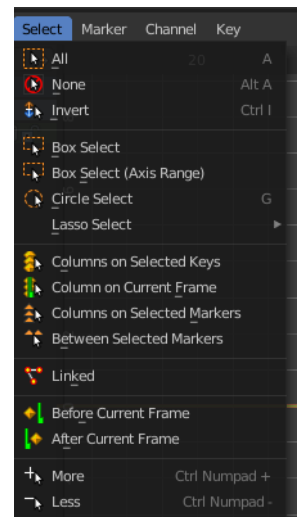 Select Marker Channel Key
All 20 A
None Alt A
Invert Ctrl I
Box Select
Box Select (Axis Range)
Circle Select G
Lasso Select
Columns on Selected Keys
Column on Current Frame
Columns on Selected Markers
Between Selected Markers
Linked
Before Current Frame
After Current Frame
More Ctrl Numpad +
Less Ctrl Numpad -